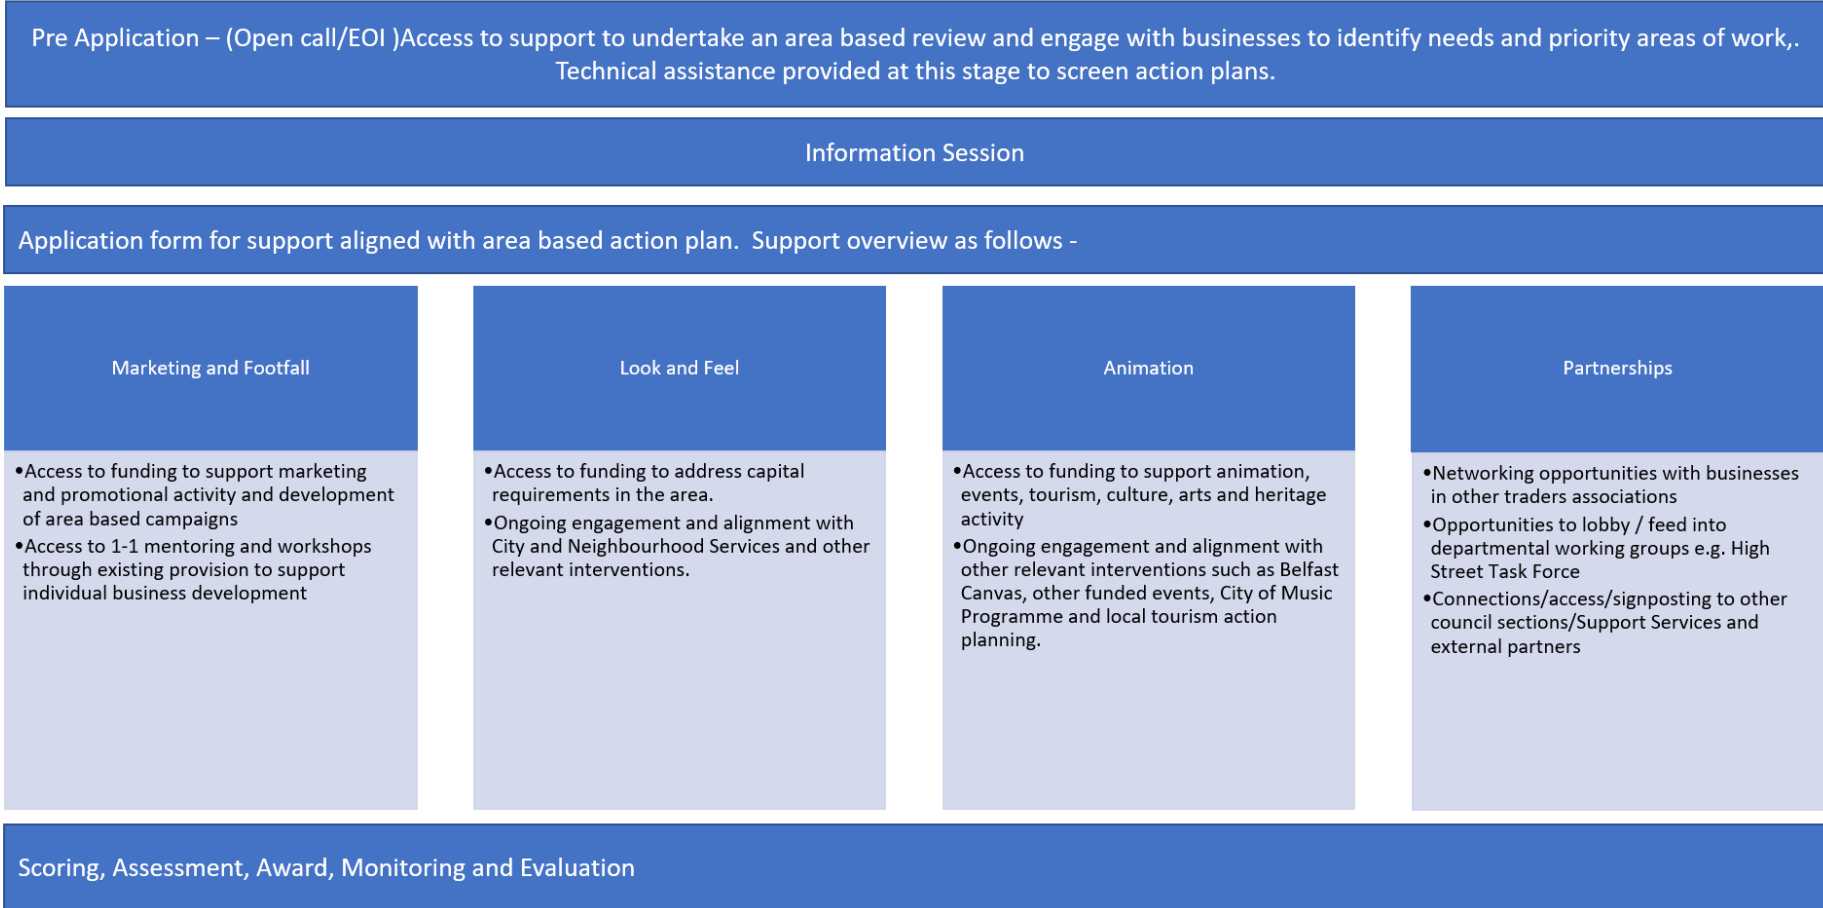 Pre Application – (Open call/EOI )Access to support to undertake an area based review and engage with businesses to identify needs and priority areas of work,.
Technical assistance provided at this stage to screen action plans.
Information Session
Application form for support aligned with area based action plan.  Support overview as follows -
Marketing and Footfall
•Access to funding to support marketing
and promotional activity and development
of area based campaigns
•Access to 1-1 mentoring and workshops
through existing provision to support
individual business development
Look and Feel
•Access to funding to address capital
requirements in the area.
•Ongoing engagement and alignment with
City and Neighbourhood Services and other
relevant interventions.
Animation
•Access to funding to support animation,
events, tourism, culture, arts and heritage
activity
•Ongoing engagement and alignment with
other relevant interventions such as Belfast
Canvas, other funded events, City of Music
Programme and local tourism action
planning.
Partnerships
•Networking opportunities with businesses
in other traders associations
•Opportunities to lobby / feed into
departmental working groups e.g. High
Street Task Force
•Connections/access/signposting to other
council sections/Support Services and
external partners
Scoring, Assessment, Award, Monitoring and Evaluation